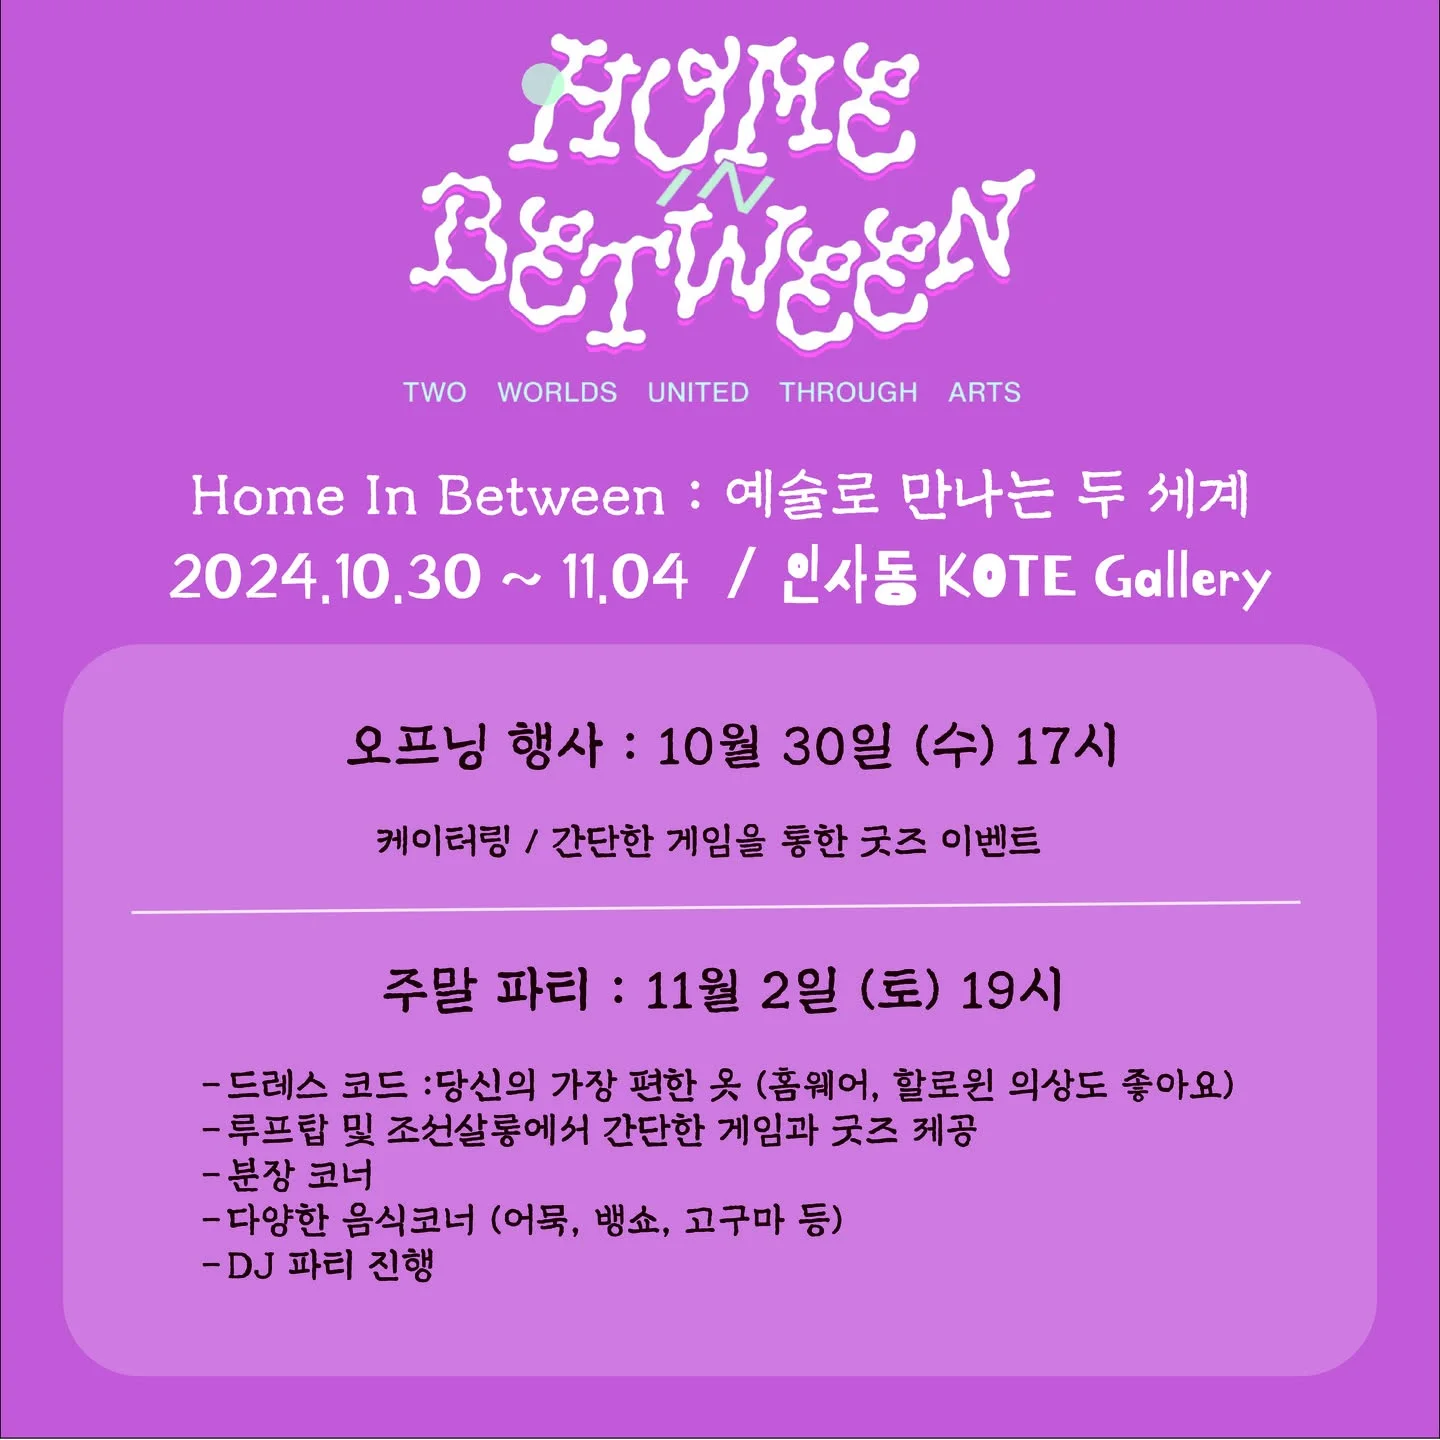 HOME
IN
BETWEEN
TWO WORLDS UNITED THROUGH ARTS
Home In Between : 예술로 만나는 두 세계
2024.10.30 ~ 11.04 / 인사동 KOTE Gallery
오프닝 행사 : 10월 30일 (수) 17시
케이터링 / 간단한 게임을 통한 굿즈 이벤트
주말 파티 : 11월 2일 (토) 19시
-드레스 코드 :당신의 가장 편한 옷 (홈웨어, 할로윈 의상도 좋아요)
-루프탑 및 조선살롱에서 간단한 게임과 굿즈 제공
-분장 코너
-다양한 음식코너 (어묵, 뱅쇼, 고구마 등)
-DJ 파티 진행